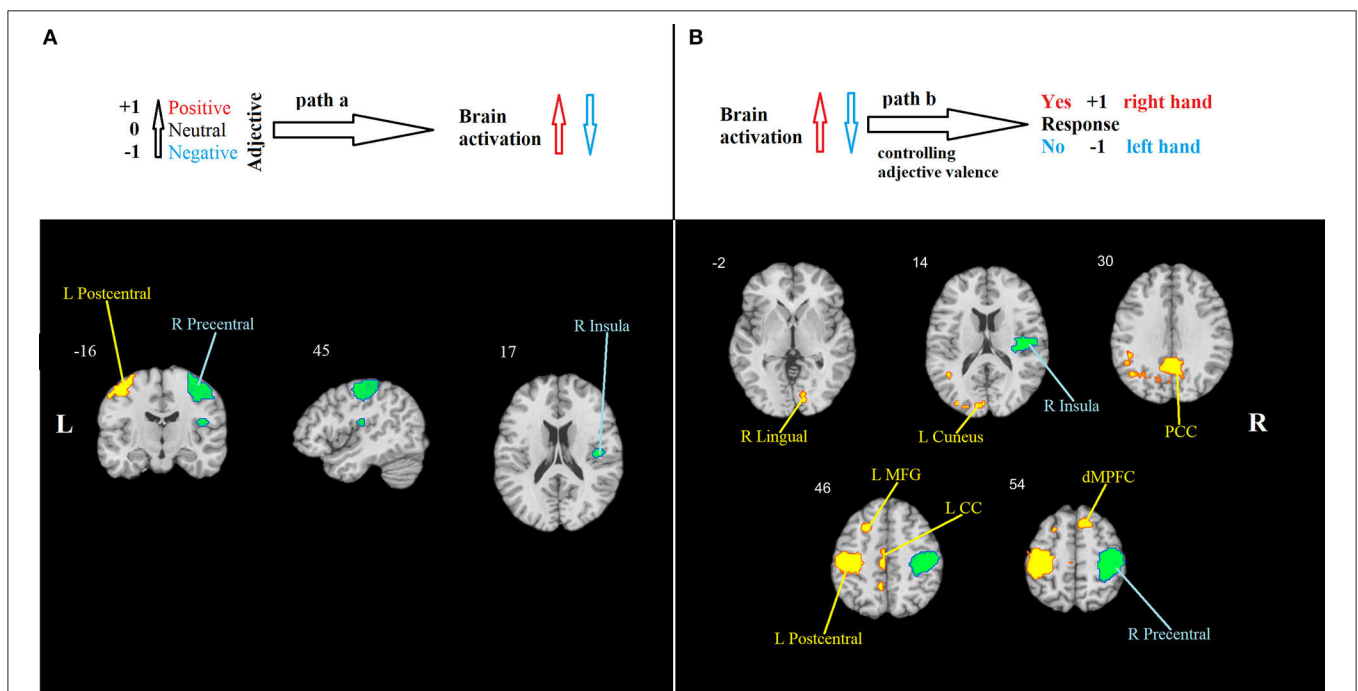 A
+1 Positive
0 Neutral
-1 Negative
Adjective
path a
Brain
activation
L Postcentral
R Precentral
R Insula
-16
45
17
L
B
Brain
activation
path b
controlling
adjective valence
Yes +1 right hand
Response
No -1 left hand
-2
14
30
R Insula
R Lingual
L Cuneus
PCC
R
L MFG
dMPFC
46
L CC
54
L Postcentral
R Precentral